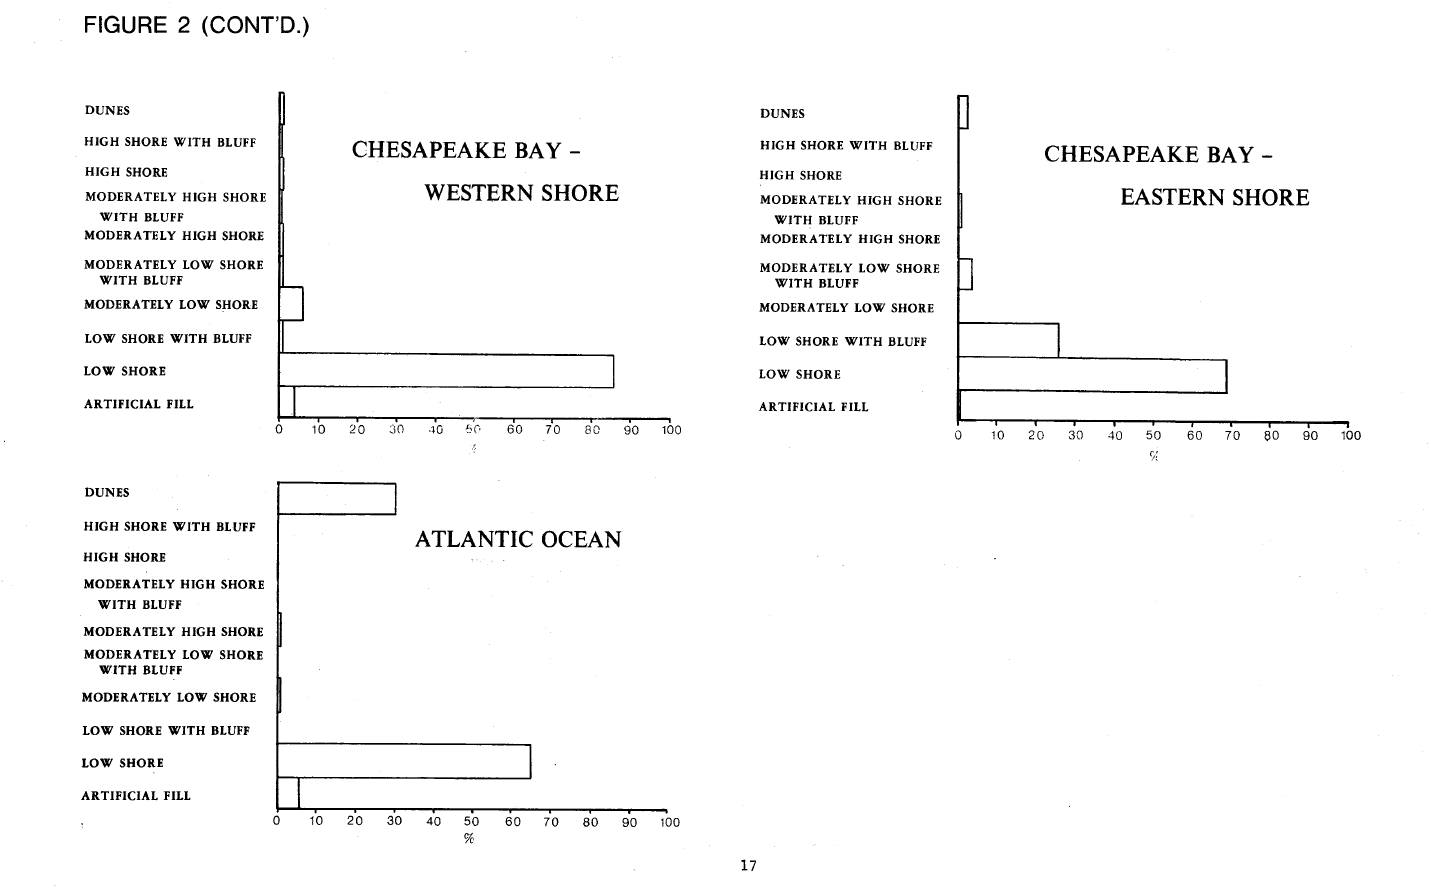 FIGURE 2 (CONT'D.)
DUNES
HIGH SHORE WITH BLUFF
HIGH SHORE
MODERATELY HIGH SHORE
WITH BLUFF
MODERATELY HIGH SHORE
MODERATELY LOW SHORE
WITH BLUFF
MODERATELY LOW SHORE
LOW SHORE WITH BLUFF
LOW SHORE
ARTIFICIAL FILL
CHESAPEAKE BAY –
WESTERN SHORE
0 10 20 30 40 50 60 70 80 90 100
%
DUNES
HIGH SHORE WITH BLUFF
HIGH SHORE
MODERATELY HIGH SHORE
WITH BLUFF
MODERATELY HIGH SHORE
MODERATELY LOW SHORE
WITH BLUFF
MODERATELY LOW SHORE
LOW SHORE WITH BLUFF
LOW SHORE
ARTIFICIAL FILL
CHESAPEAKE BAY –
EASTERN SHORE
0 10 20 30 40 50 60 70 80 90 100
%
DUNES
HIGH SHORE WITH BLUFF
HIGH SHORE
MODERATELY HIGH SHORE
WITH BLUFF
MODERATELY HIGH SHORE
MODERATELY LOW SHORE
WITH BLUFF
MODERATELY LOW SHORE
LOW SHORE WITH BLUFF
LOW SHORE
ARTIFICIAL FILL
ATLANTIC OCEAN
0 10 20 30 40 50 60 70 80 90 100
%
17